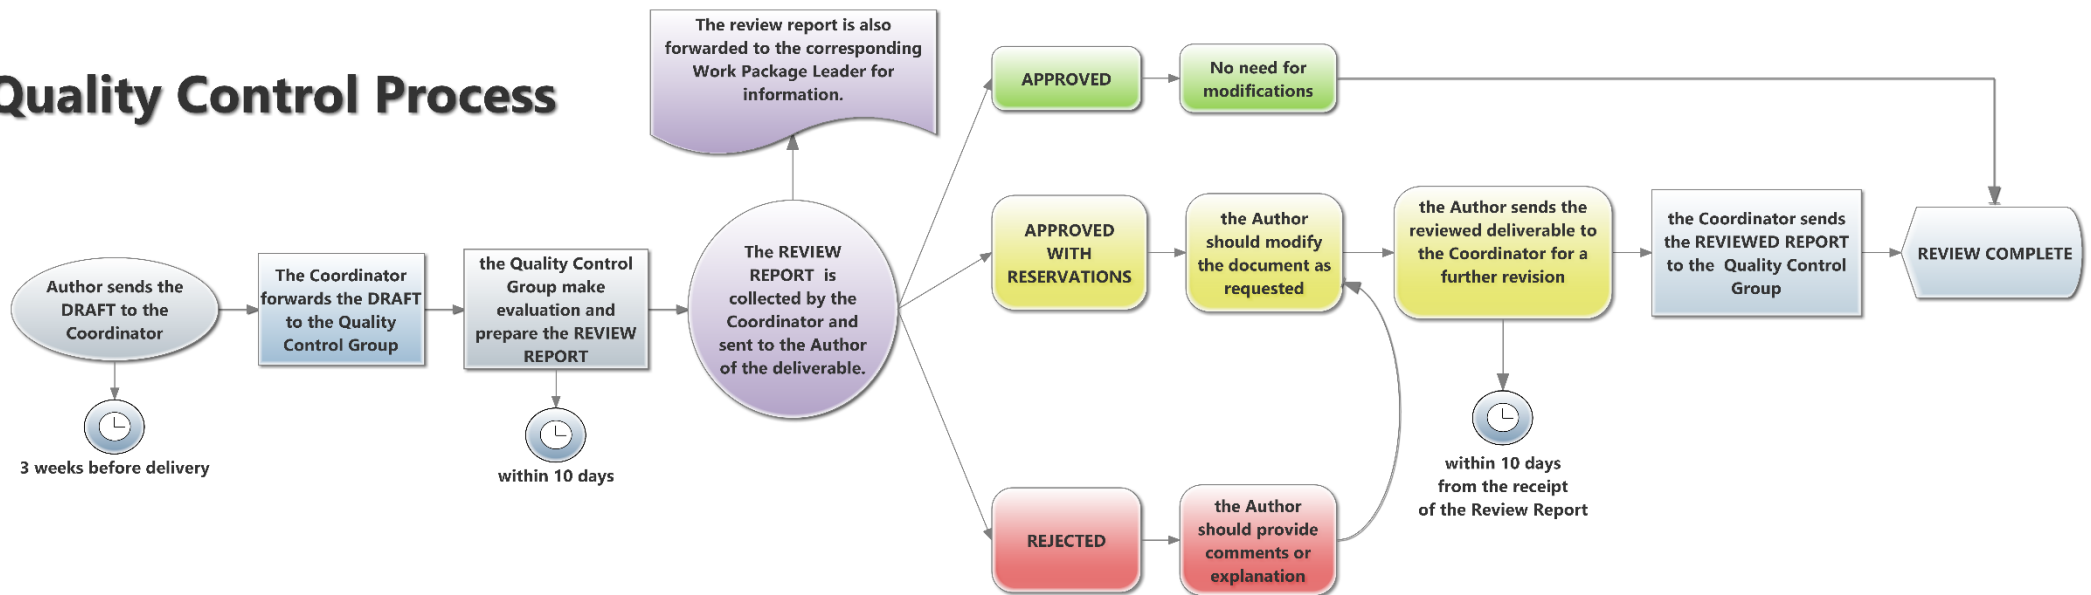 Quality Control Process
The review report is also
forwarded to the corresponding
Work Package Leader for
information.
Author sends the
DRAFT to the
Coordinator
3 weeks before delivery
The Coordinator
forwards the DRAFT
to the Quality
Control Group
the Quality Control
Group make
evaluation and
prepare the REVIEW
REPORT
within 10 days
The REVIEW
REPORT is
collected by the
Coordinator and
sent to the Author
of the deliverable.
APPROVED
No need for
modifications
APPROVED
WITH
RESERVATIONS
the Author
should modify
the document as
requested
the Author sends the
reviewed deliverable to
the Coordinator for a
further revision
within 10 days
from the receipt
of the Review Report
the Coordinator sends
the REVIEWED REPORT
to the Quality Control
Group
REVIEW COMPLETE
REJECTED
the Author
should provide
comments or
explanation